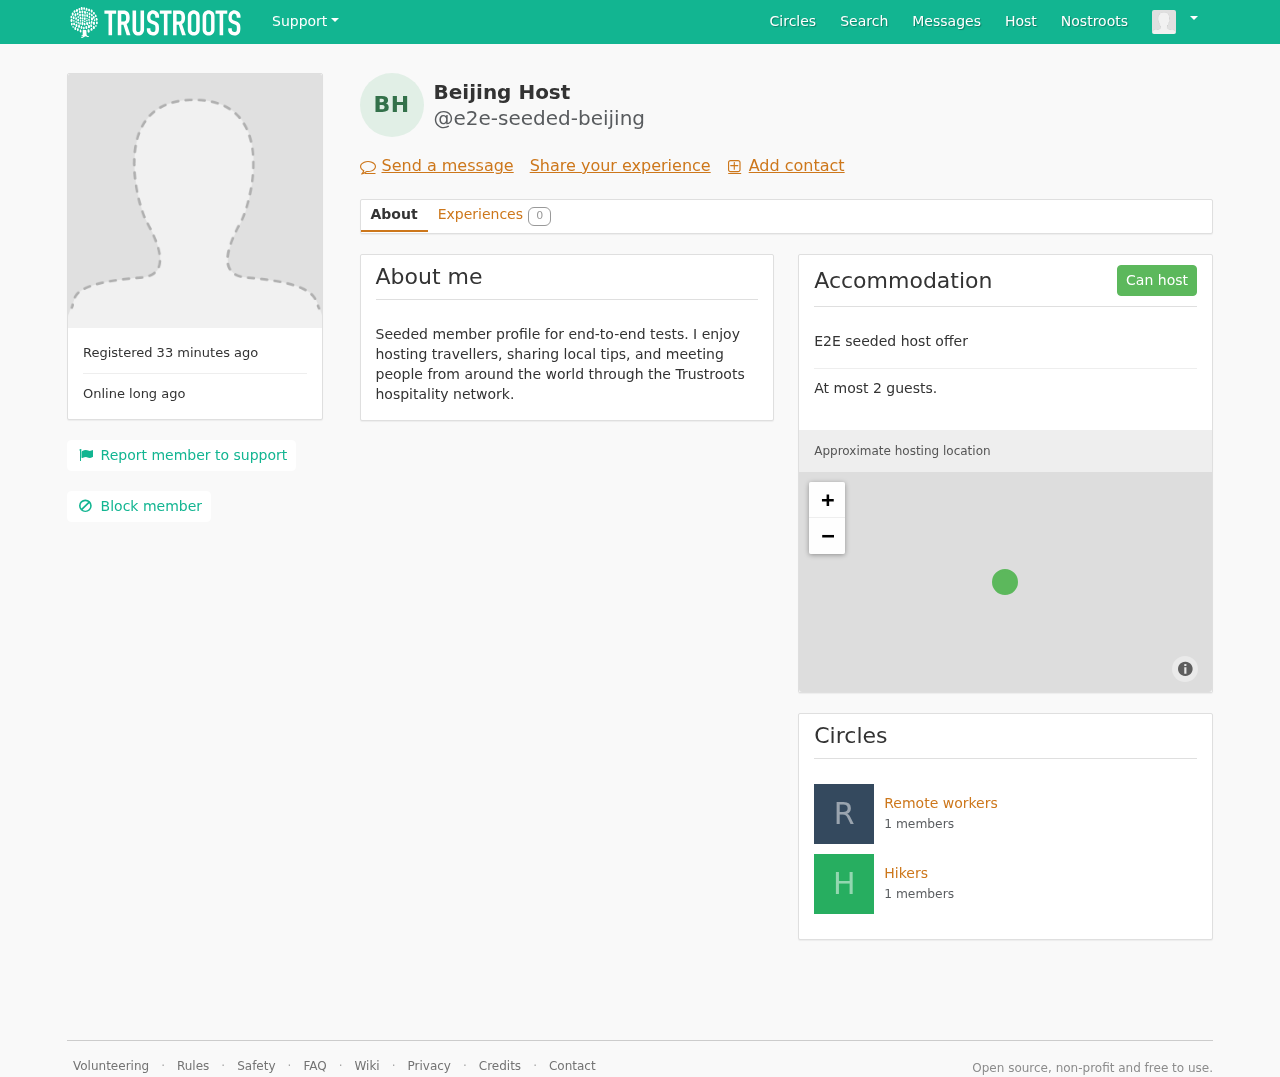 TRUSTROOTS
Support
Circles
Search
Messages
Host
Nostroots
BH
Beijing Host
@e2e-seeded-beijing
Send a message
Share your experience
Add contact
About
Experiences 0
Registered 33 minutes ago
Online long ago
Report member to support
Block member
About me
Seeded member profile for end-to-end tests. I enjoy
hosting travellers, sharing local tips, and meeting
people from around the world through the Trustroots
hospitality network.
Accommodation
Can host
E2E seeded host offer
At most 2 guests.
Approximate hosting location
+
−
Circles
R
Remote workers
1 members
H
Hikers
1 members
Volunteering · Rules · Safety · FAQ · Wiki · Privacy · Credits · Contact
Open source, non-profit and free to use.